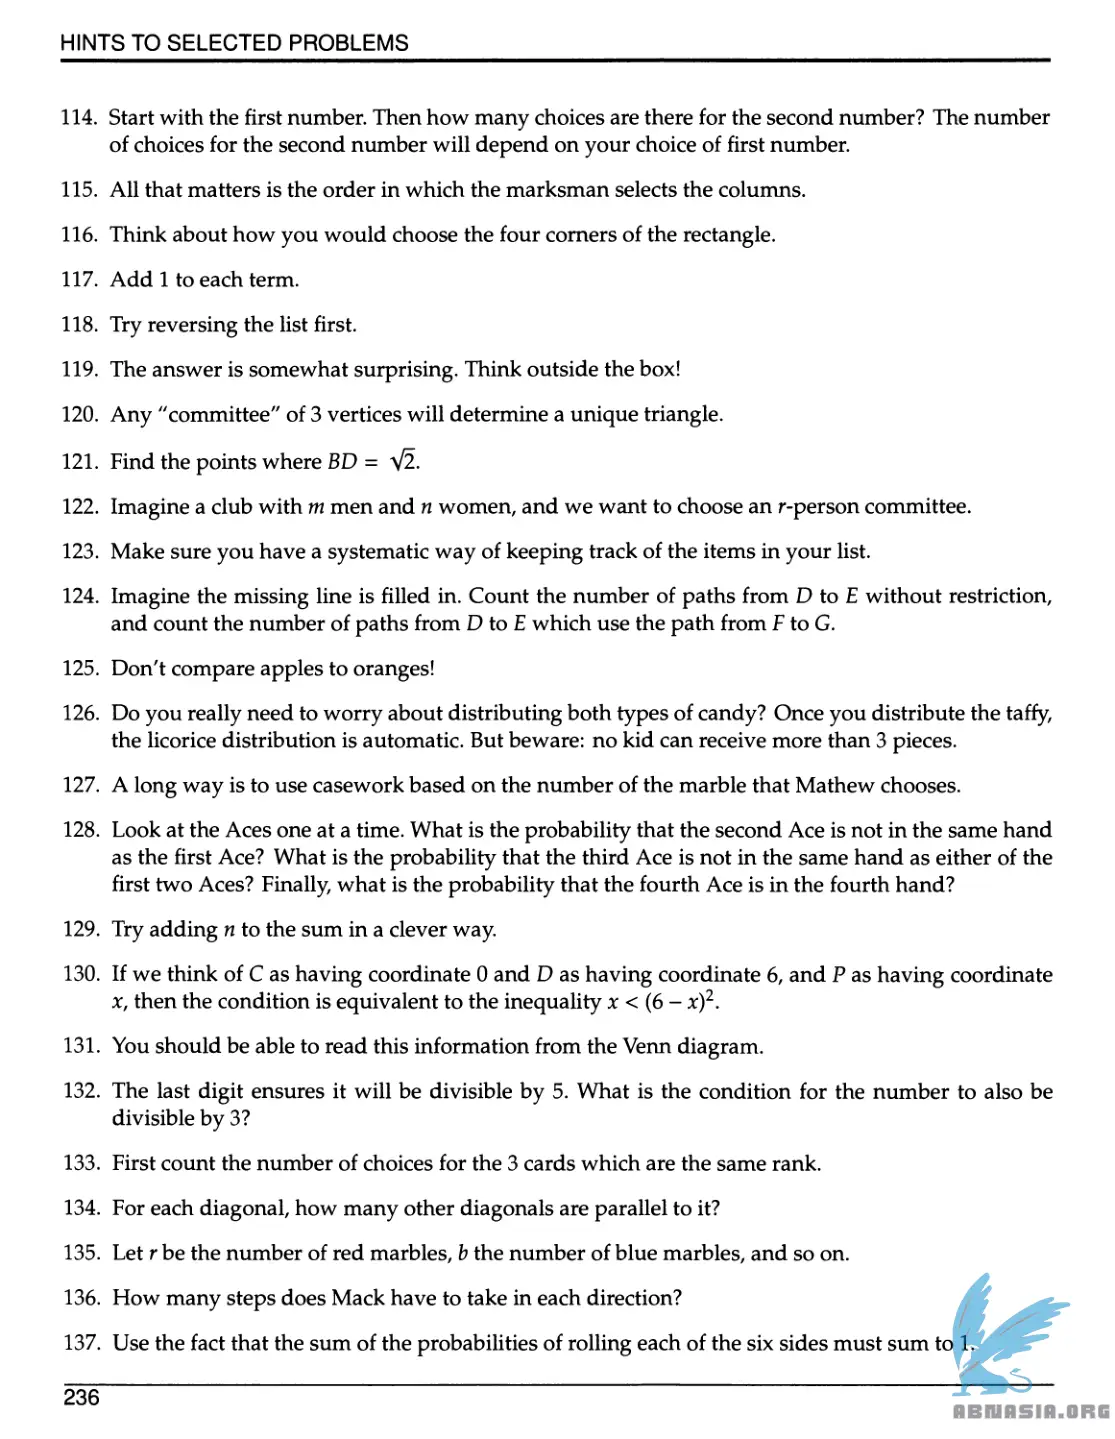 HINTS TO SELECTED PROBLEMS
114. Start with the first number. Then how many choices are there for the second number? The number
of choices for the second number will depend on your choice of first number.
115. All that matters is the order in which the marksman selects the columns.
116. Think about how you would choose the four corners of the rectangle.
117. Add 1 to each term.
118. Try reversing the list first.
119. The answer is somewhat surprising. Think outside the box!
120. Any "committee" of 3 vertices will determine a unique triangle.
121. Find the points where BD = √2.
122. Imagine a club with m men and n women, and we want to choose an r-person committee.
123. Make sure you have a systematic way of keeping track of the items in your list.
124. Imagine the missing line is filled in. Count the number of paths from D to E without restriction,
and count the number of paths from D to E which use the path from F to G.
125. Don't compare apples to oranges!
126. Do you really need to worry about distributing both types of candy? Once you distribute the taffy,
the licorice distribution is automatic. But beware: no kid can receive more than 3 pieces.
127. A long way is to use casework based on the number of the marble that Mathew chooses.
128. Look at the Aces one at a time. What is the probability that the second Ace is not in the same hand
as the first Ace? What is the probability that the third Ace is not in the same hand as either of the
first two Aces? Finally, what is the probability that the fourth Ace is in the fourth hand?
129. Try adding n to the sum in a clever way.
130. If we think of C as having coordinate 0 and D as having coordinate 6, and P as having coordinate
x, then the condition is equivalent to the inequality x < (6 – x)².
131. You should be able to read this information from the Venn diagram.
132. The last digit ensures it will be divisible by 5. What is the condition for the number to also be
divisible by 3?
133. First count the number of choices for the 3 cards which are the same rank.
134. For each diagonal, how many other diagonals are parallel to it?
135. Let r be the number of red marbles, b the number of blue marbles, and so on.
136. How many steps does Mack have to take in each direction?
137. Use the fact that the sum of the probabilities of rolling each of the six sides must sum to 1.
236
ABNASIA.ORG